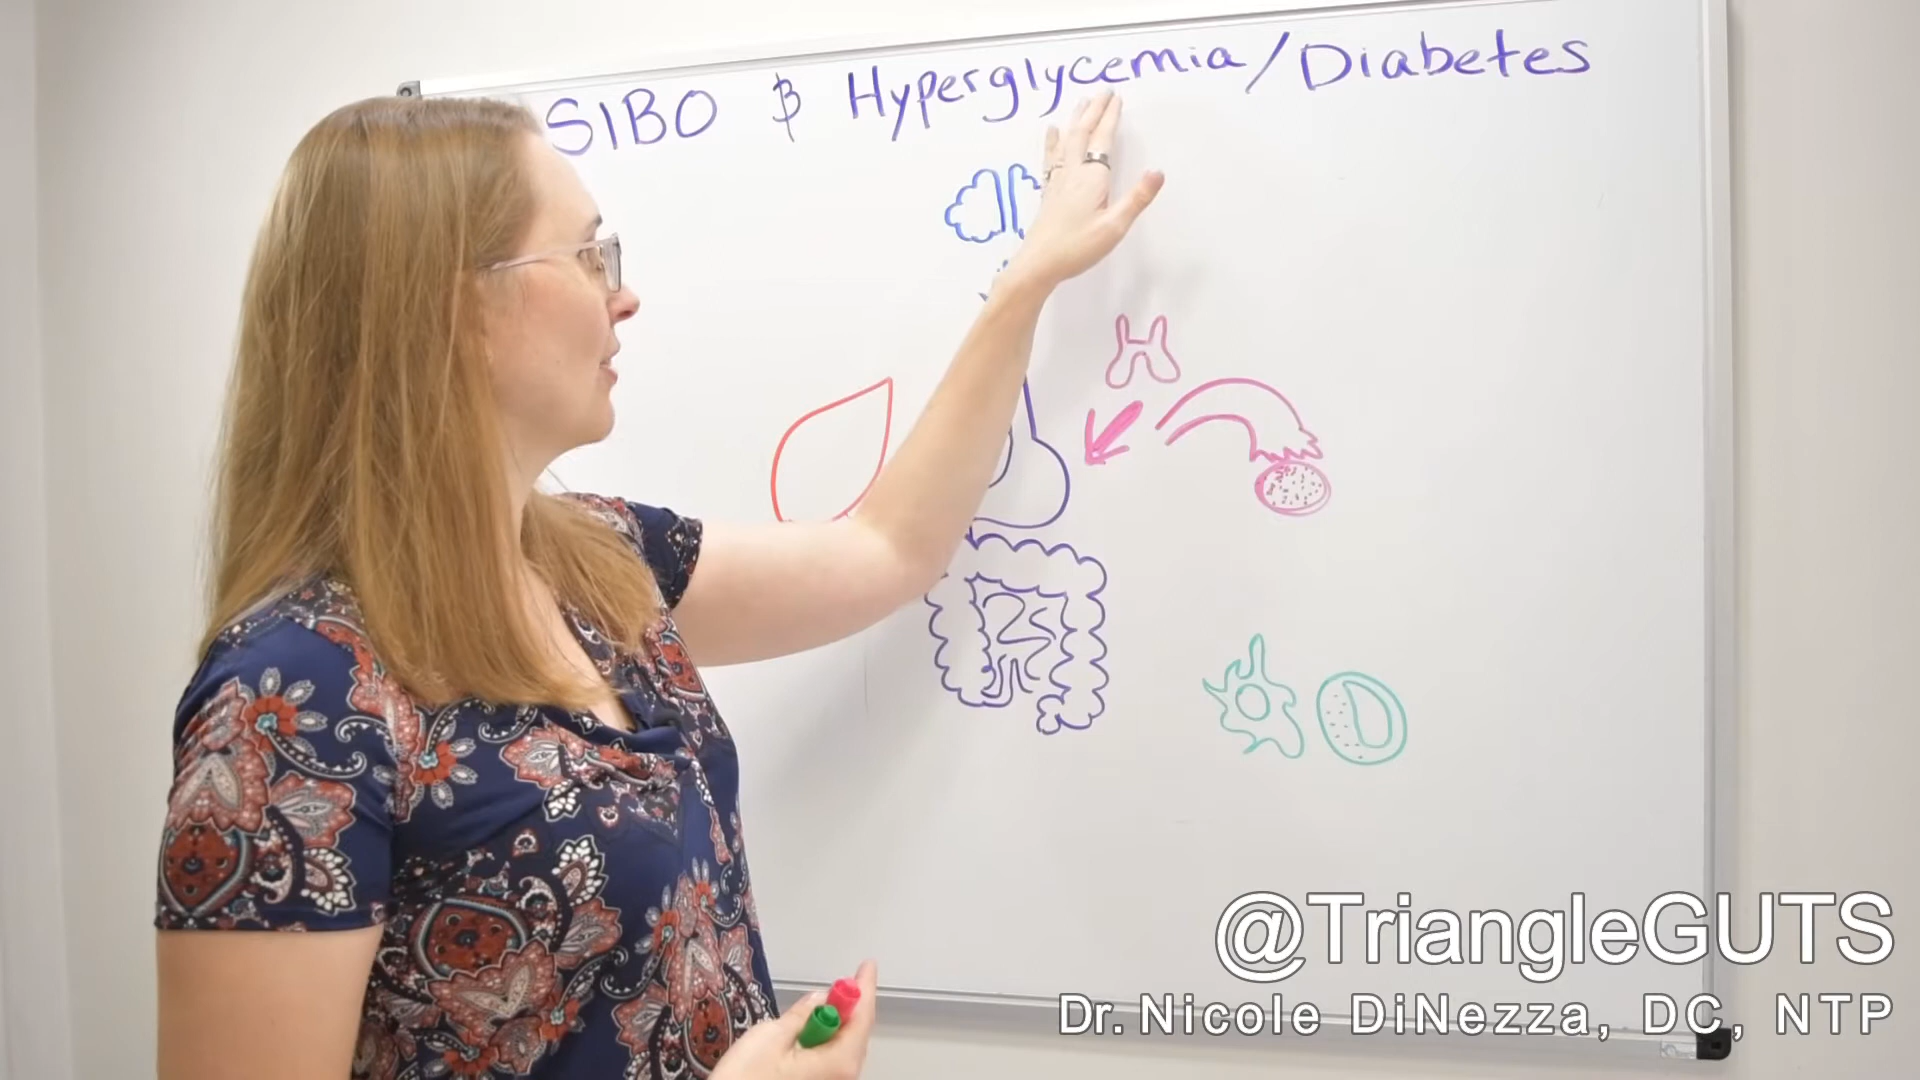 SIBO & Hyperglycemia/Diabetes
@TriangleGUTS
Dr. Nicole DiNezza, DC, NTP